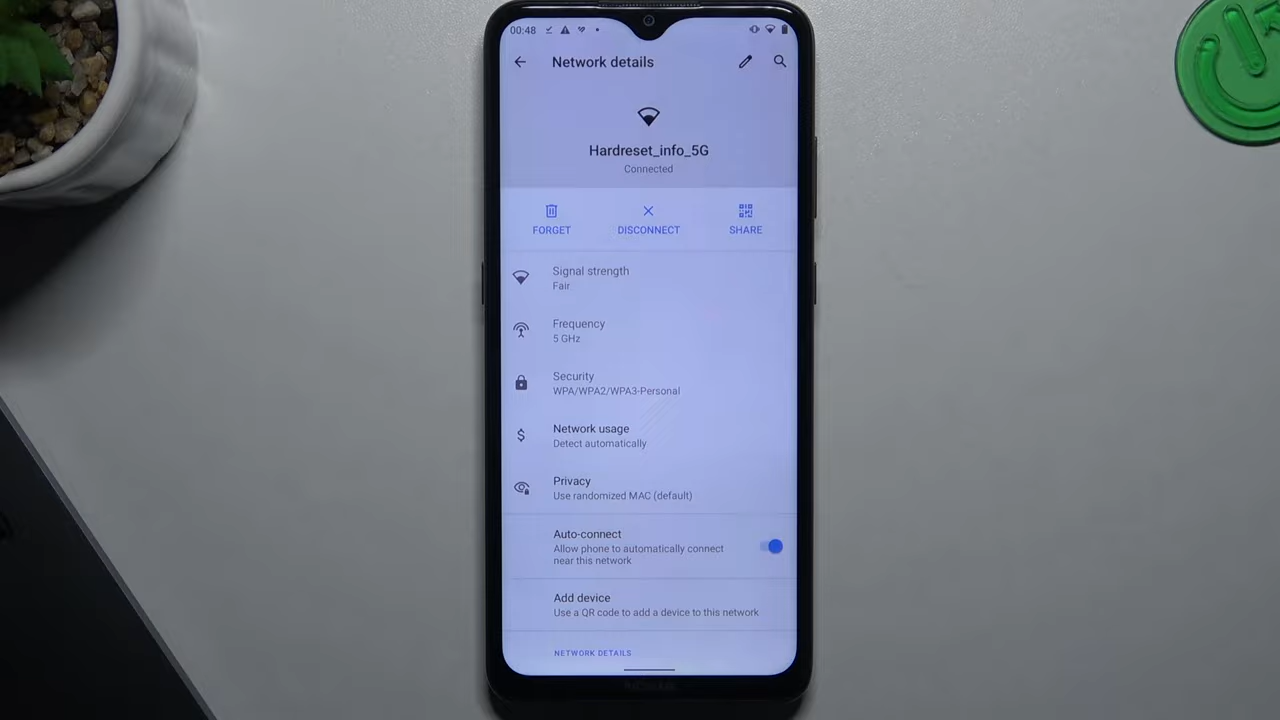 00:48
Network details
Hardreset_info_5G
Connected
FORGET DISCONNECT SHARE
Signal strength
Fair
Frequency
5 GHz
Security
WPA/WPA2/WPA3-Personal
Network usage
Detect automatically
Privacy
Use randomized MAC (default)
Auto-connect
Allow phone to automatically connect
near this network
Add device
Use a QR code to add a device to this network
NETWORK DETAILS